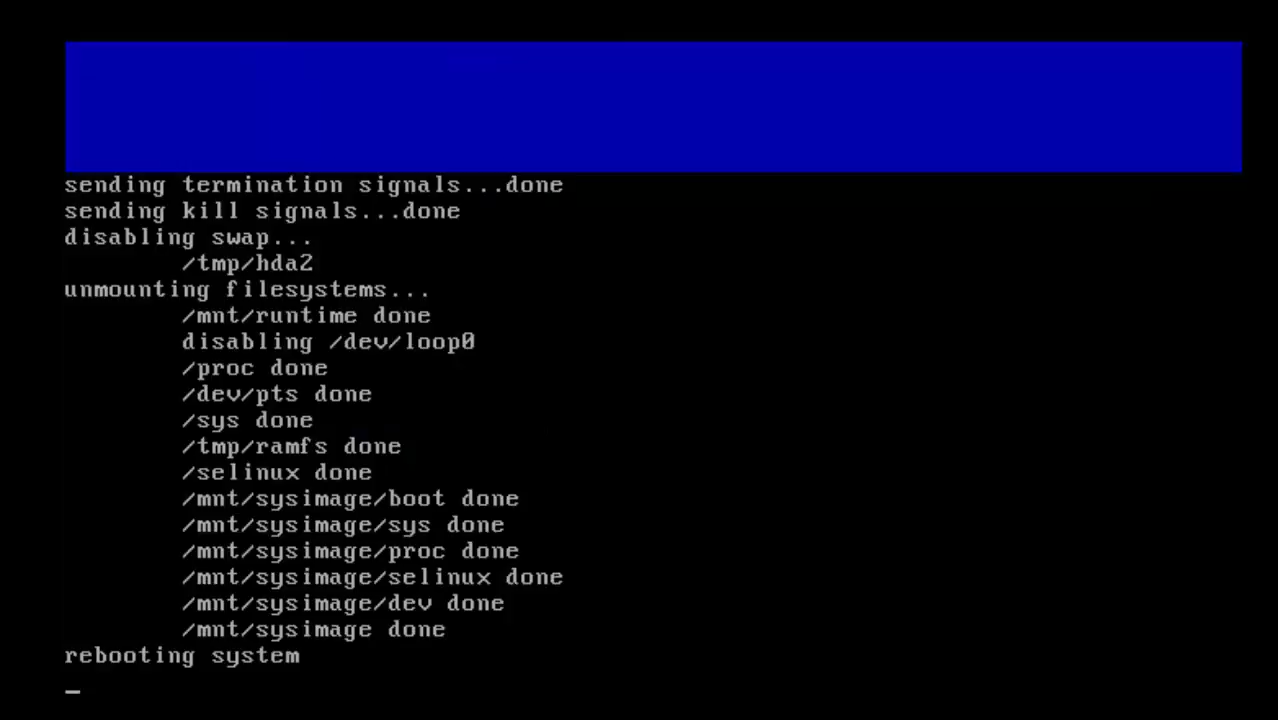 sending termination signals...done
sending kill signals...done
disabling swap...
/tmp/hda2
unmounting filesystems...
/mnt/runtime done
disabling /dev/loop0
/proc done
/dev/pts done
/sys done
/tmp/ramfs done
/selinux done
/mnt/sysimage/boot done
/mnt/sysimage/sys done
/mnt/sysimage/proc done
/mnt/sysimage/selinux done
/mnt/sysimage/dev done
/mnt/sysimage done
rebooting system